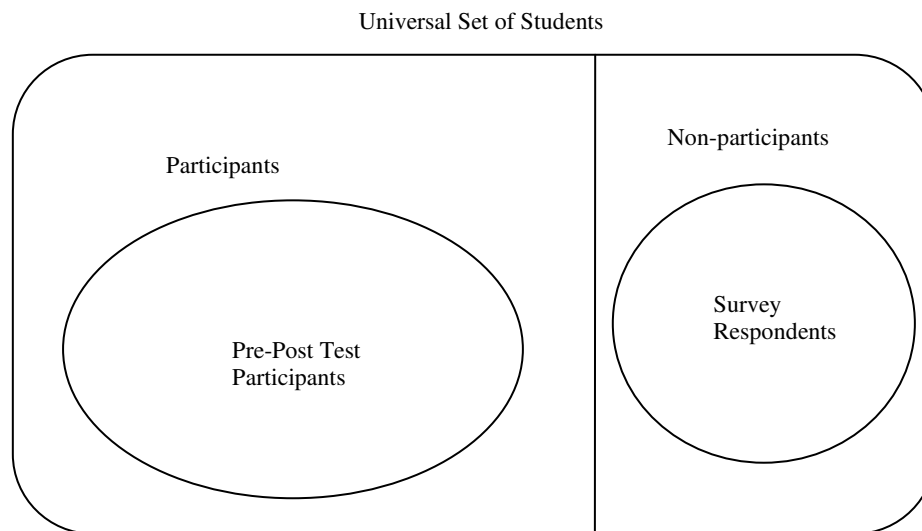 Universal Set of Students
Participants
Pre-Post Test
Participants
Non-participants
Survey
Respondents